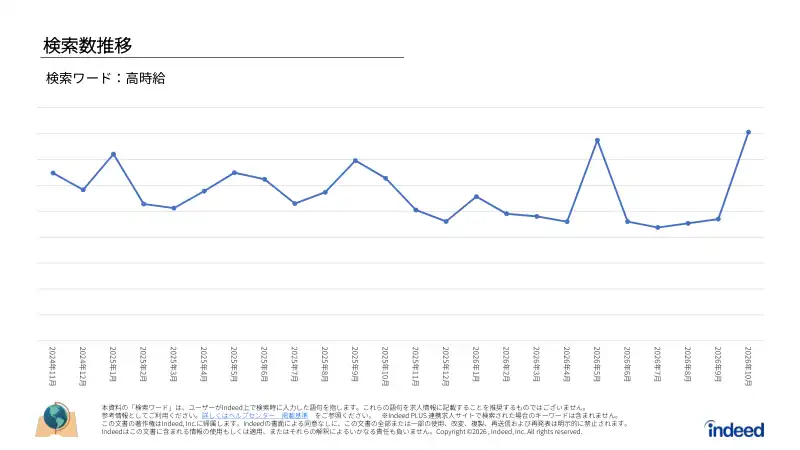 検索数推移
検索ワード：高時給
2024年11月
2024年12月
2025年1月
2025年2月
2025年3月
2025年4月
2025年5月
2025年6月
2025年7月
2025年8月
2025年9月
2025年10月
2025年11月
2025年12月
2026年1月
2026年2月
2026年3月
2026年4月
2026年5月
2026年6月
2026年7月
2026年8月
2026年9月
2026年10月
本資料の「検索ワード」は、ユーザーがIndeed上で検索時に入力した語句を指します。これらの語句を求人情報に記載することを推奨するものではございません。
参考情報としてご利用ください。詳しくはヘルプセンター 掲載基準 をご参照ください。 ※Indeed PLUS 連携求人サイトで検索された場合のキーワードは含まれません。
この文書の著作権はIndeed, Inc.に帰属します。Indeedの書面による同意なしに、この文書の全部または一部の使用、改変、複製、再送信および再発表は明示的に禁止されます。
Indeedはこの文書に含まれる情報の使用もしくは適用、またはそれらの解釈によるいかなる責任も負いません。Copyright ©2026 , Indeed, Inc. All rights reserved.
indeed